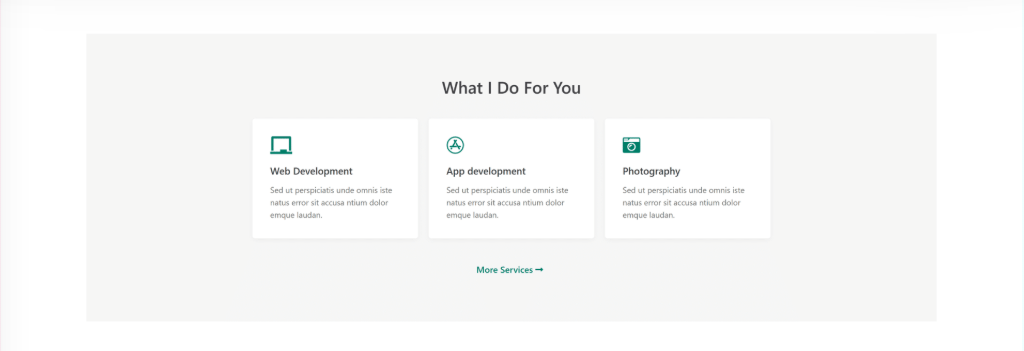 What I Do For You
Web Development
Sed ut perspiciatis unde omnis iste
natus error sit accusa ntium dolor
emque laudan.
App development
Sed ut perspiciatis unde omnis iste
natus error sit accusa ntium dolor
emque laudan.
Photography
Sed ut perspiciatis unde omnis iste
natus error sit accusa ntium dolor
emque laudan.
More Services →